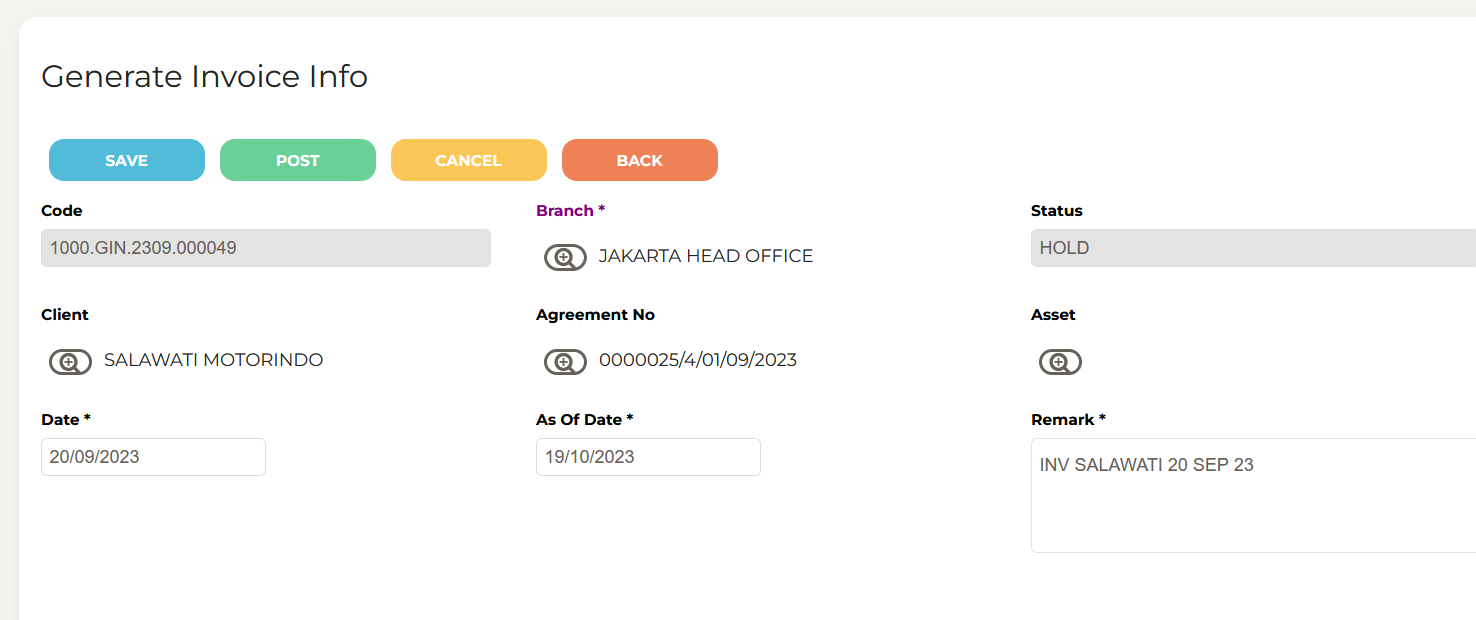 Generate Invoice Info
SAVE POST CANCEL BACK
Code Branch * Status
1000.GIN.2309.000049 JAKARTA HEAD OFFICE HOLD
Client Agreement No Asset
SALAWATI MOTORINDO 0000025/4/01/09/2023
Date * As Of Date * Remark *
20/09/2023 19/10/2023 INV SALAWATI 20 SEP 23